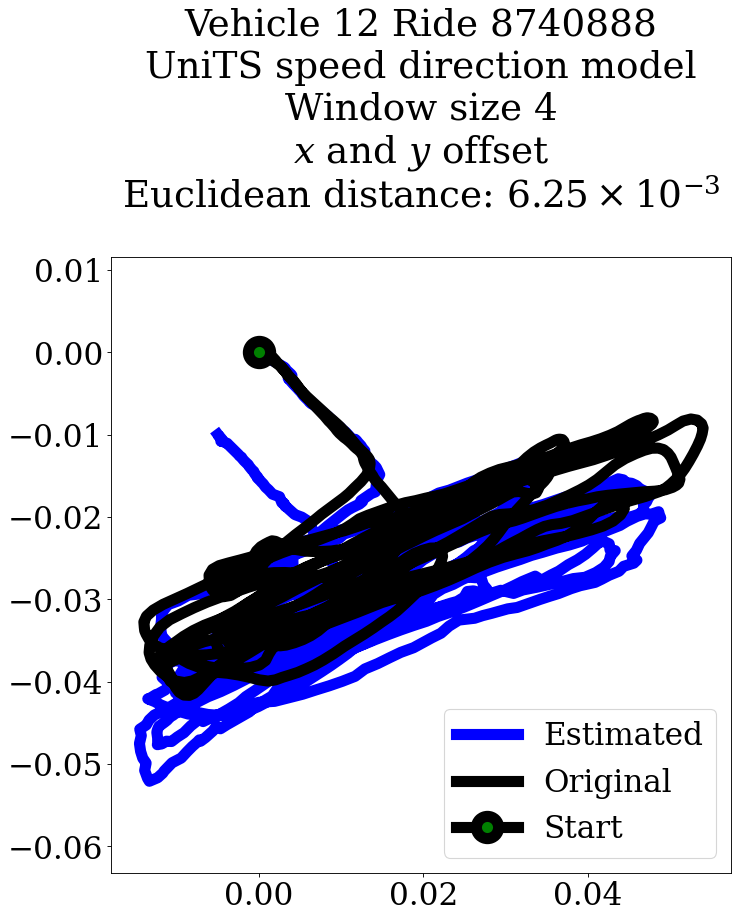 Vehicle 12 Ride 8740888
UniTS speed direction model
Window size 4
x and y offset
Euclidean distance: 6.25 × 10⁻³
0.01
0.00
−0.01
−0.02
−0.03
−0.04
−0.05
−0.06
Estimated
Original
Start
0.00 0.02 0.04